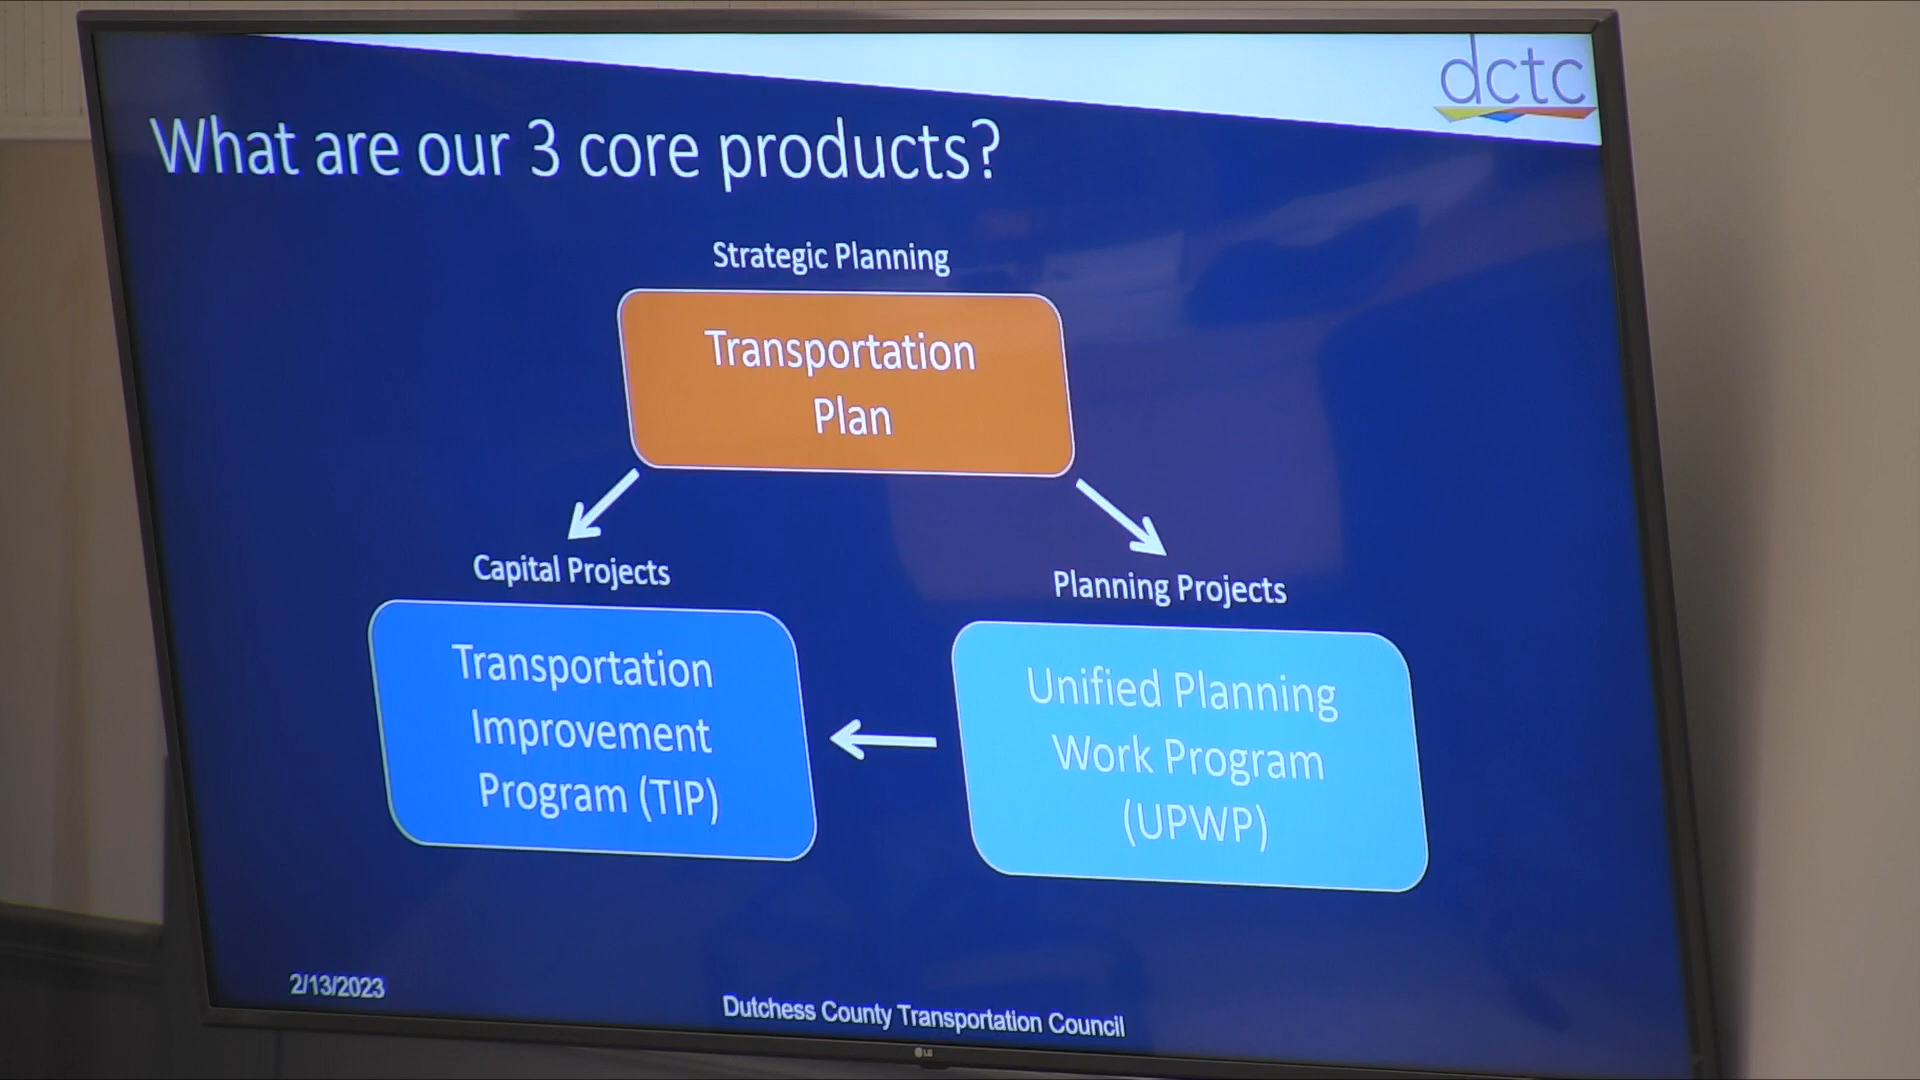 dctc
What are our 3 core products?
Strategic Planning
Transportation
Plan
Capital Projects
Planning Projects
Transportation
Improvement
Program (TIP)
Unified Planning
Work Program
(UPWP)
2/13/2023
Dutchess County Transportation Council
LG